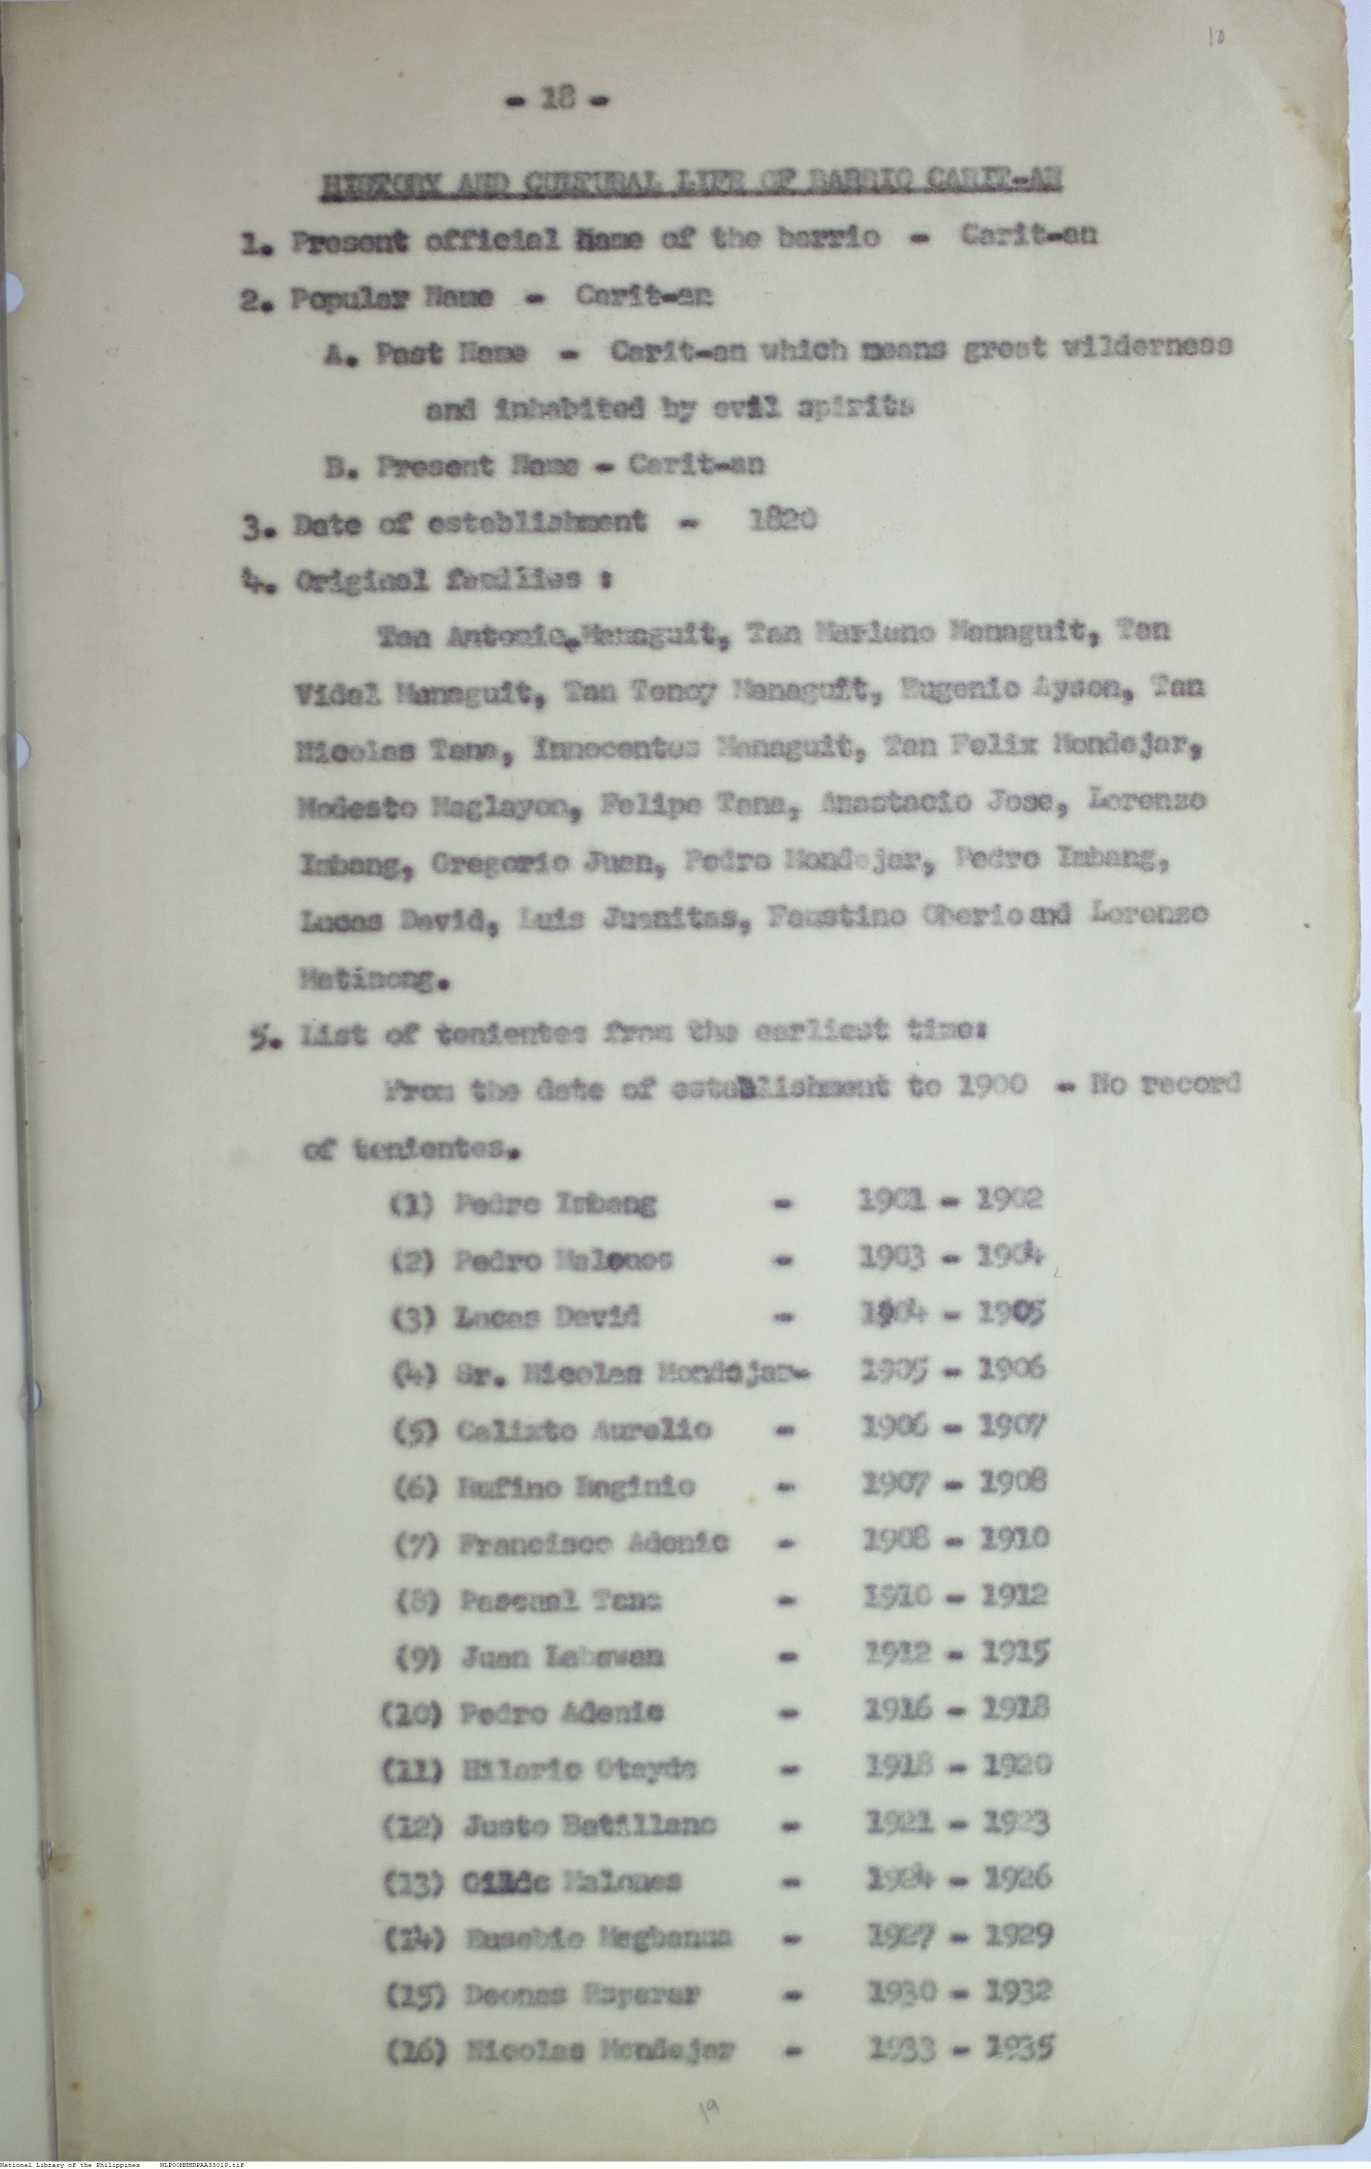 10
- 18 -
HISTORY AND CULTURAL LIFE OF BARRIO CARIT-AN
1. Present official Name of the barrio - Carit-an
2. Popular Name - Carit-an
A. Past Name - Carit-an which means great wilderness
and inhabited by evil spirits
B. Present Name - Carit-an
3. Date of establishment - 1820
4. Original families :
Tan Antonio Managuit, Tan Mariano Managuit, Tan
Vidal Managuit, Tan Tenoy Managuit, Eugenio Ayson, Tan
Nicolas Tana, Innocentes Managuit, Tan Felix Mondejar,
Modesto Maglayon, Felipe Tana, Anastacio Jose, Lorenzo
Imbang, Gregorio Juan, Pedro Mondejar, Pedro Imbang,
Lucas David, Luis Juanitas, Faustino Oberio and Lorenzo
Matinong.
5. List of tenientes from the earliest time:
From the date of establishment to 1900 - No record
of tenientes.
(1) Pedro Imbang - 1901 - 1902
(2) Pedro Malones - 1903 - 1904
(3) Lucas David - 1904 - 1905
(4) Sr. Nicolas Mondejar- 1905 - 1906
(5) Calixto Aurelio - 1906 - 1907
(6) Rufino Enginio - 1907 - 1908
(7) Francisco Adonic - 1908 - 1910
(8) Pascual Tana - 1910 - 1912
(9) Juan Labawan - 1912 - 1915
(10) Pedro Adenic - 1916 - 1918
(11) Hilario Otayde - 1918 - 1920
(12) Justo Batillano - 1921 - 1923
(13) Gildo Malones - 1924 - 1926
(14) Eusebio Magbanua - 1927 - 1929
(15) Deonas Esparar - 1930 - 1932
(16) Nicolas Mondejar - 1933 - 1935
19
National Library of the Philippines